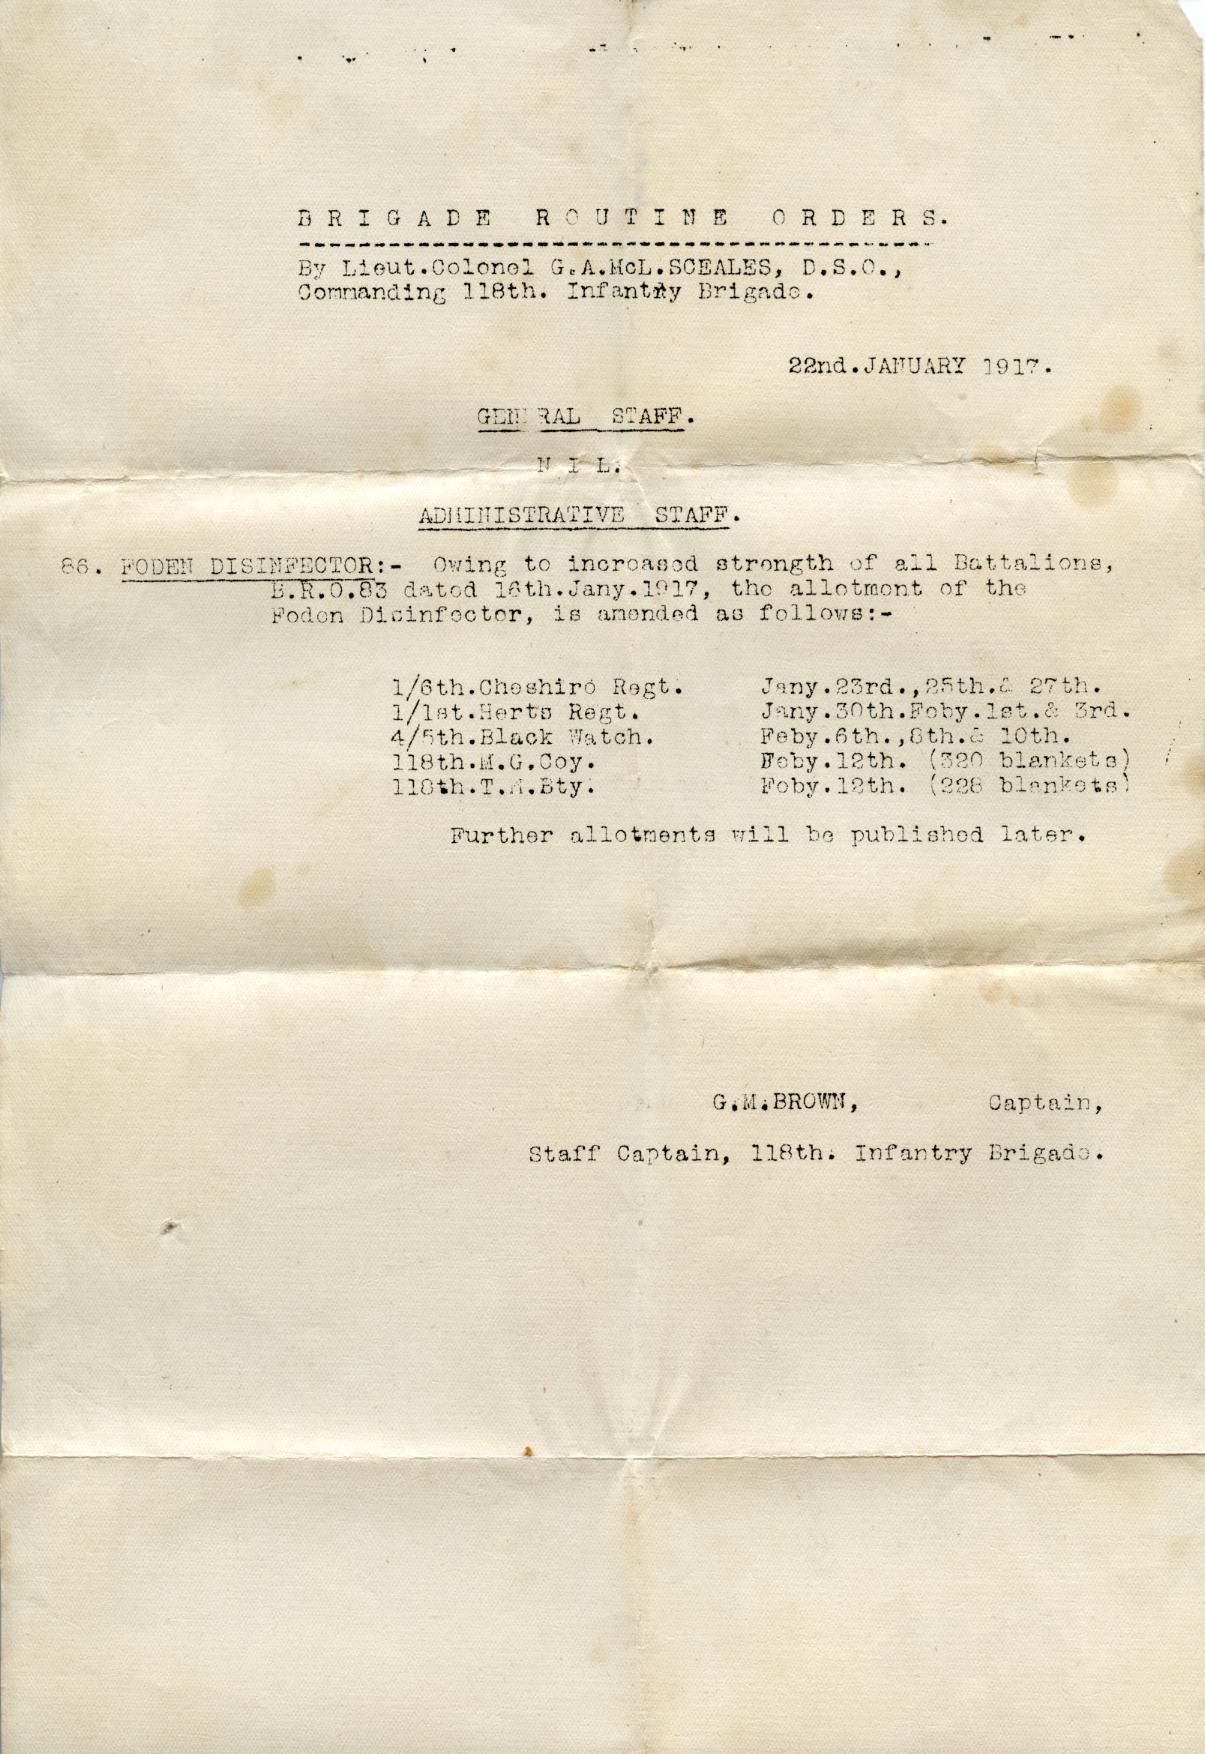 BRIGADE ROUTINE ORDERS.
By Lieut.Colonel G.A.McL.SCEALES, D.S.O.,
Commanding 118th. Infantry Brigade.
22nd.JANUARY 1917.
GENERAL STAFF.
N I L.
ADMINISTRATIVE STAFF.
86. FODEN DISINFECTOR:- Owing to increased strength of all Battalions,
B.R.O.83 dated 16th.Jany.1917, the allotment of the
Foden Disinfector, is amended as follows:-
1/6th.Cheshire Regt. Jany.23rd.,25th.& 27th.
1/1st.Herts Regt. Jany.30th.Feby.1st.& 3rd.
4/5th.Black Watch. Feby.6th.,8th.& 10th.
118th.M.G.Coy. Feby.12th. (320 blankets)
118th.T.M.Bty. Feby.12th. (228 blankets)
Further allotments will be published later.
G.M.BROWN, Captain,
Staff Captain, 118th. Infantry Brigade.